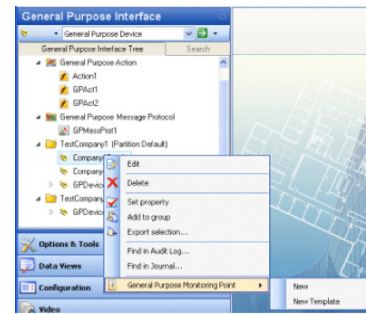 General Purpose Interface
General Purpose Device
General Purpose Interface Tree
Search
General Purpose Action
Action1
GPAct1
GPAct2
General Purpose Message Protocol
GPMessProt1
TestCompany1 (Partition:Default)
Company
Company
GPDevic
TestCompany
GPDevic
Edit
Delete
Set property
Add to group
Export selection...
Find in Audit Log...
Find in Journal...
General Purpose Monitoring Point
New
New Template
Options & Tools
Data Views
Configuration
Video